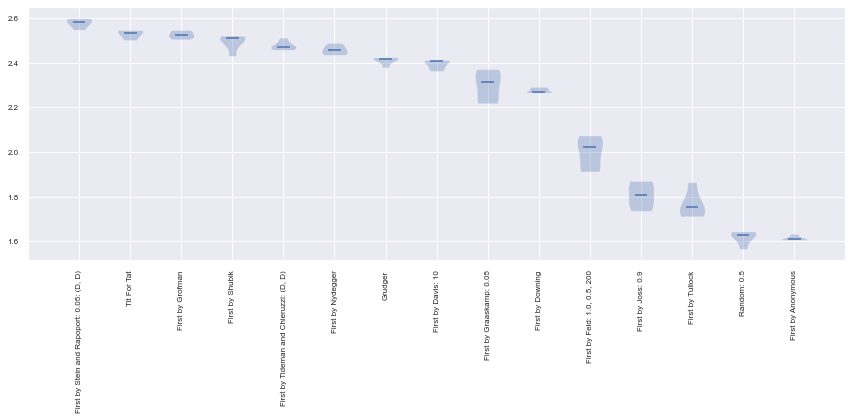 2.6
2.4
2.2
2.0
1.8
1.6
First by Stein and Rapoport: 0.05: (D, D)
Tit For Tat
First by Grofman
First by Shubik
First by Tideman and Chieruzzi: (D, D)
First by Nydegger
Grudger
First by Davis: 10
First by Graaskamp: 0.05
First by Downing
First by Feld: 1.0, 0.5, 200
First by Joss: 0.9
First by Tullock
Random: 0.5
First by Anonymous